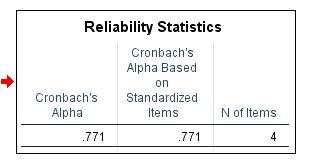 Reliability Statistics
Cronbach's
Alpha
Cronbach's
Alpha Based
on
Standardized
Items
N of Items
.771
.771
4